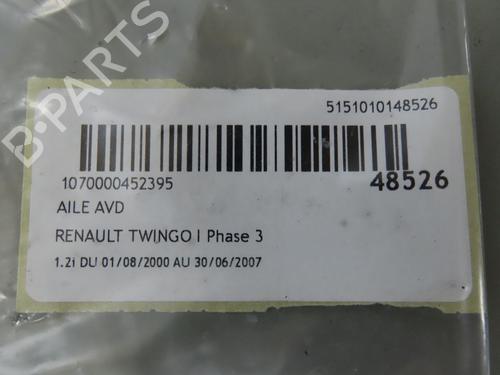 5151010148526
1070000452395
48526
AILE AVD
RENAULT TWINGO I Phase 3
1.2i DU 01/08/2000 AU 30/06/2007
B-PARTS